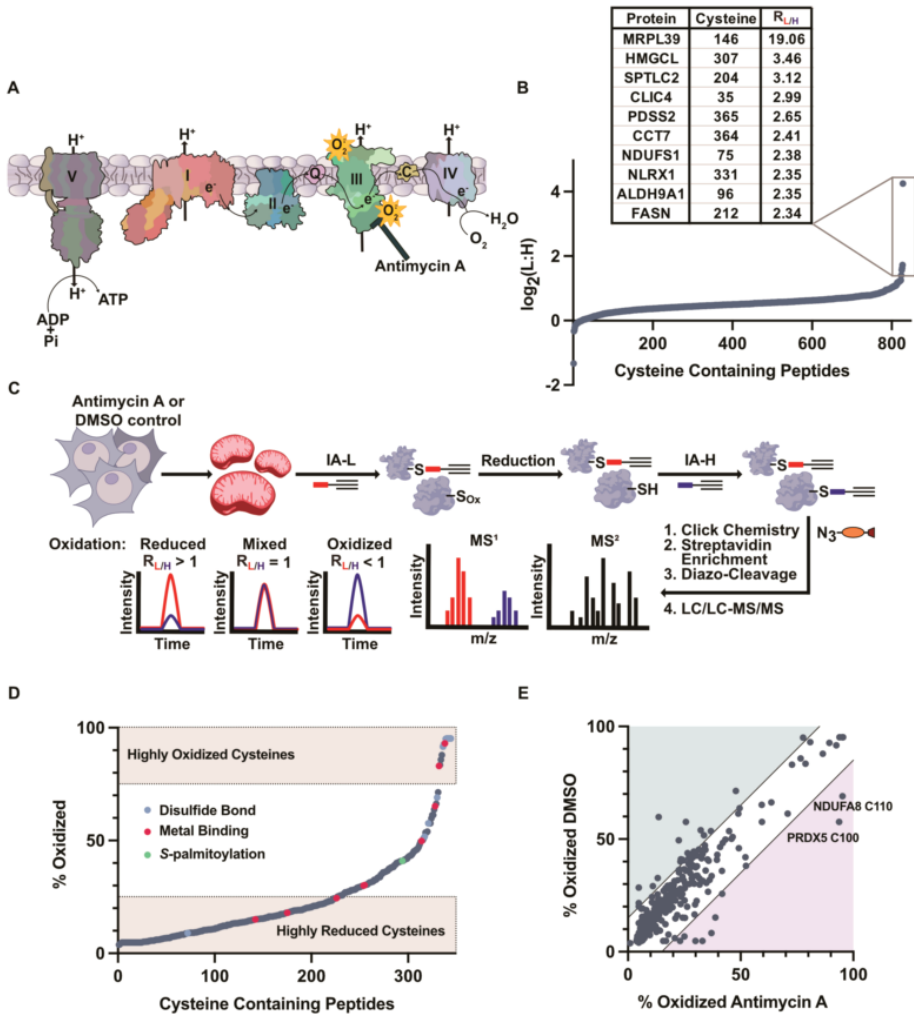 A
H+
V
H+
ADP
+
Pi
ATP
H+
I
e-
II
e-
Q
O2
H+
III
e-
C
H+
IV
e-
H2O
O2
Antimycin A
B
Protein Cysteine RL/H
MRPL39 146 19.06
HMGCL 307 3.46
SPTLC2 204 3.12
CLIC4 35 2.99
PDSS2 365 2.65
CCT7 364 2.41
NDUFS1 75 2.38
NLRX1 331 2.35
ALDH9A1 96 2.35
FASN 212 2.34
log2(L:H)
4
2
0
-2
200 400 600 800
Cysteine Containing Peptides
C
Antimycin A or
DMSO control
IA-L
S
SOx
Reduction
S
SH
IA-H
S
S
1. Click Chemistry
2. Streptavidin
Enrichment
3. Diazo-Cleavage
4. LC/LC-MS/MS
N3
Oxidation:
Reduced
RL/H > 1
Intensity
Time
Mixed
RL/H = 1
Intensity
Time
Oxidized
RL/H < 1
Intensity
Time
MS1
Intensity
m/z
MS2
Intensity
m/z
D
% Oxidized
100
50
0
Highly Oxidized Cysteines
Disulfide Bond
Metal Binding
S-palmitoylation
Highly Reduced Cysteines
0 100 200 300
Cysteine Containing Peptides
E
% Oxidized DMSO
100
50
0
NDUFA8 C110
PRDX5 C100
0 50 100
% Oxidized Antimycin A